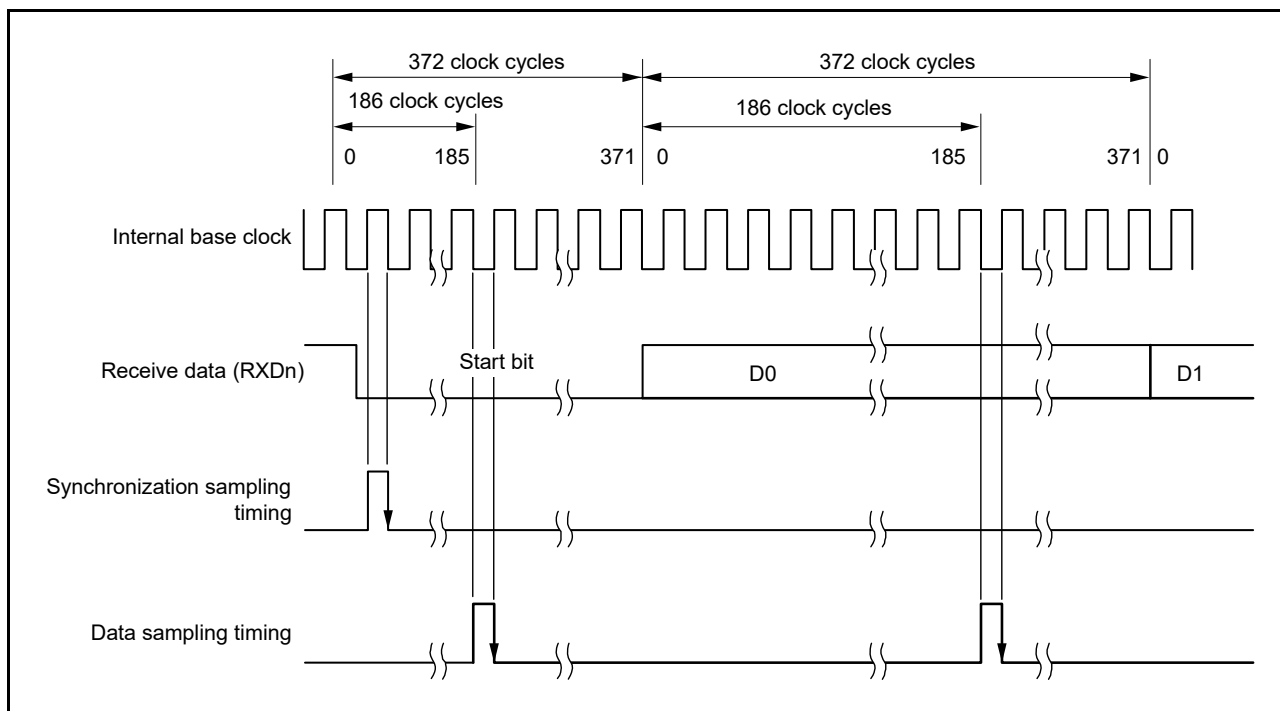 372 clock cycles 372 clock cycles
186 clock cycles 186 clock cycles
0 185 371 0 185 371 0
Internal base clock
Receive data (RXDn) Start bit D0 D1
Synchronization sampling
timing
Data sampling timing